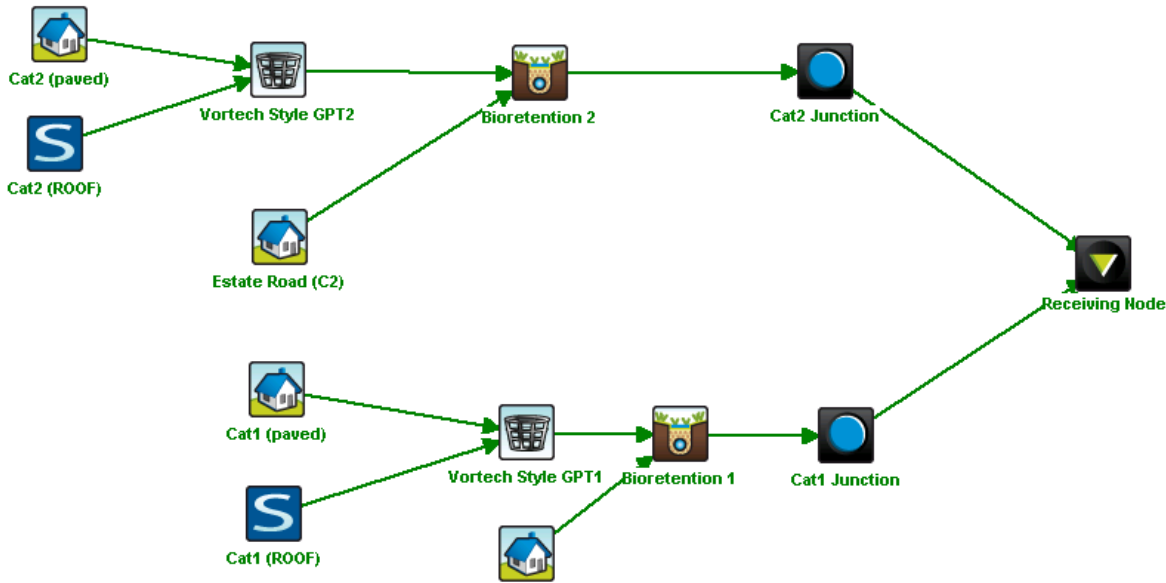 Cat2 (paved)
Vortech Style GPT2
Bioretention 2
Cat2 Junction
S
Cat2 (ROOF)
Estate Road (C2)
Receiving Node
Cat1 (paved)
Vortech Style GPT1
Bioretention 1
Cat1 Junction
S
Cat1 (ROOF)